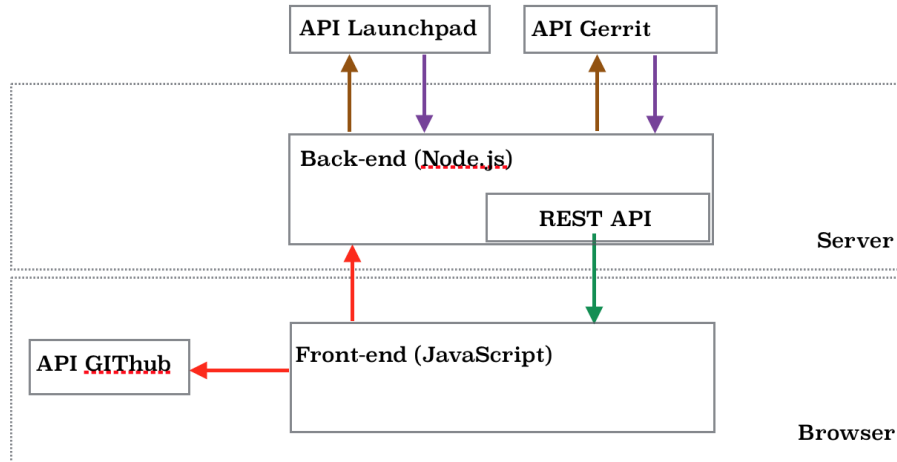 API Launchpad
API Gerrit
Back-end (Node.js)
REST API
Server
Front-end (JavaScript)
API GIThub
Browser